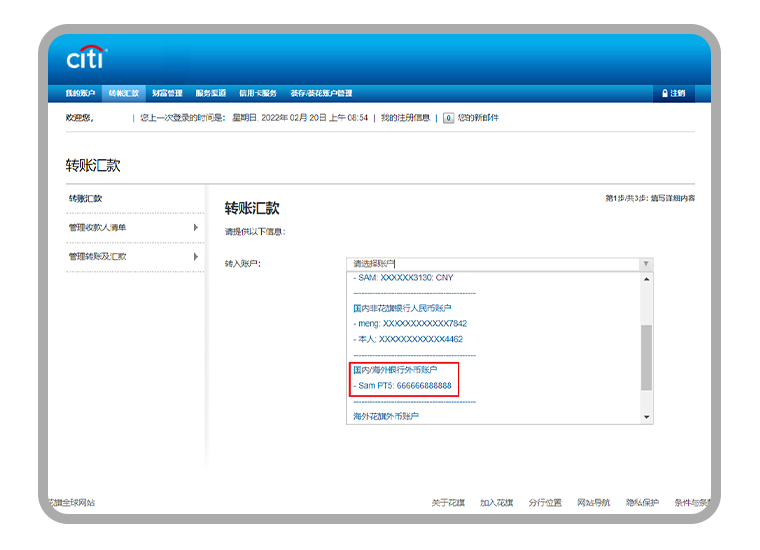 citi
我的账户 转帐汇款 财富管理 服务渠道 信用卡服务 荟存/荟花账户管理 注销
欢迎您, | 您上一次登录的时间是: 星期日, 2022年 02月 20日 上午 08:54 | 我的注册信息 | 0 您的新邮件
转账汇款
转账汇款
管理收款人清单
管理转账及汇款
第1步/共3步: 填写详细内容
转账汇款
请提供以下信息:
转入账户: 请选择账户
- SAM: XXXXXX3130: CNY
国内非花旗银行人民币账户
- meng: XXXXXXXXXXXX7842
- 本人: XXXXXXXXXXXX4462
国内/海外银行外币账户
- Sam PT5: 666666888888
海外花旗外币账户
花旗全球网站 关于花旗 加入花旗 分行位置 网站导航 隐私保护 条件与条款